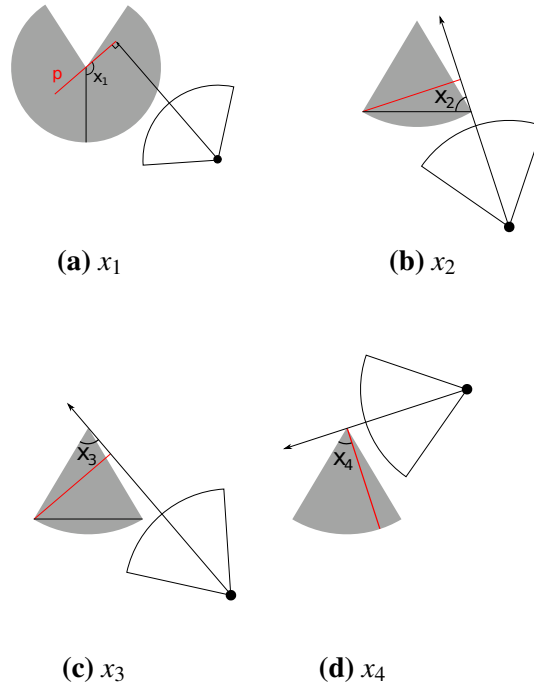 p
x₁
x₂
(a) x₁
(b) x₂
x₃
x₄
(c) x₃
(d) x₄